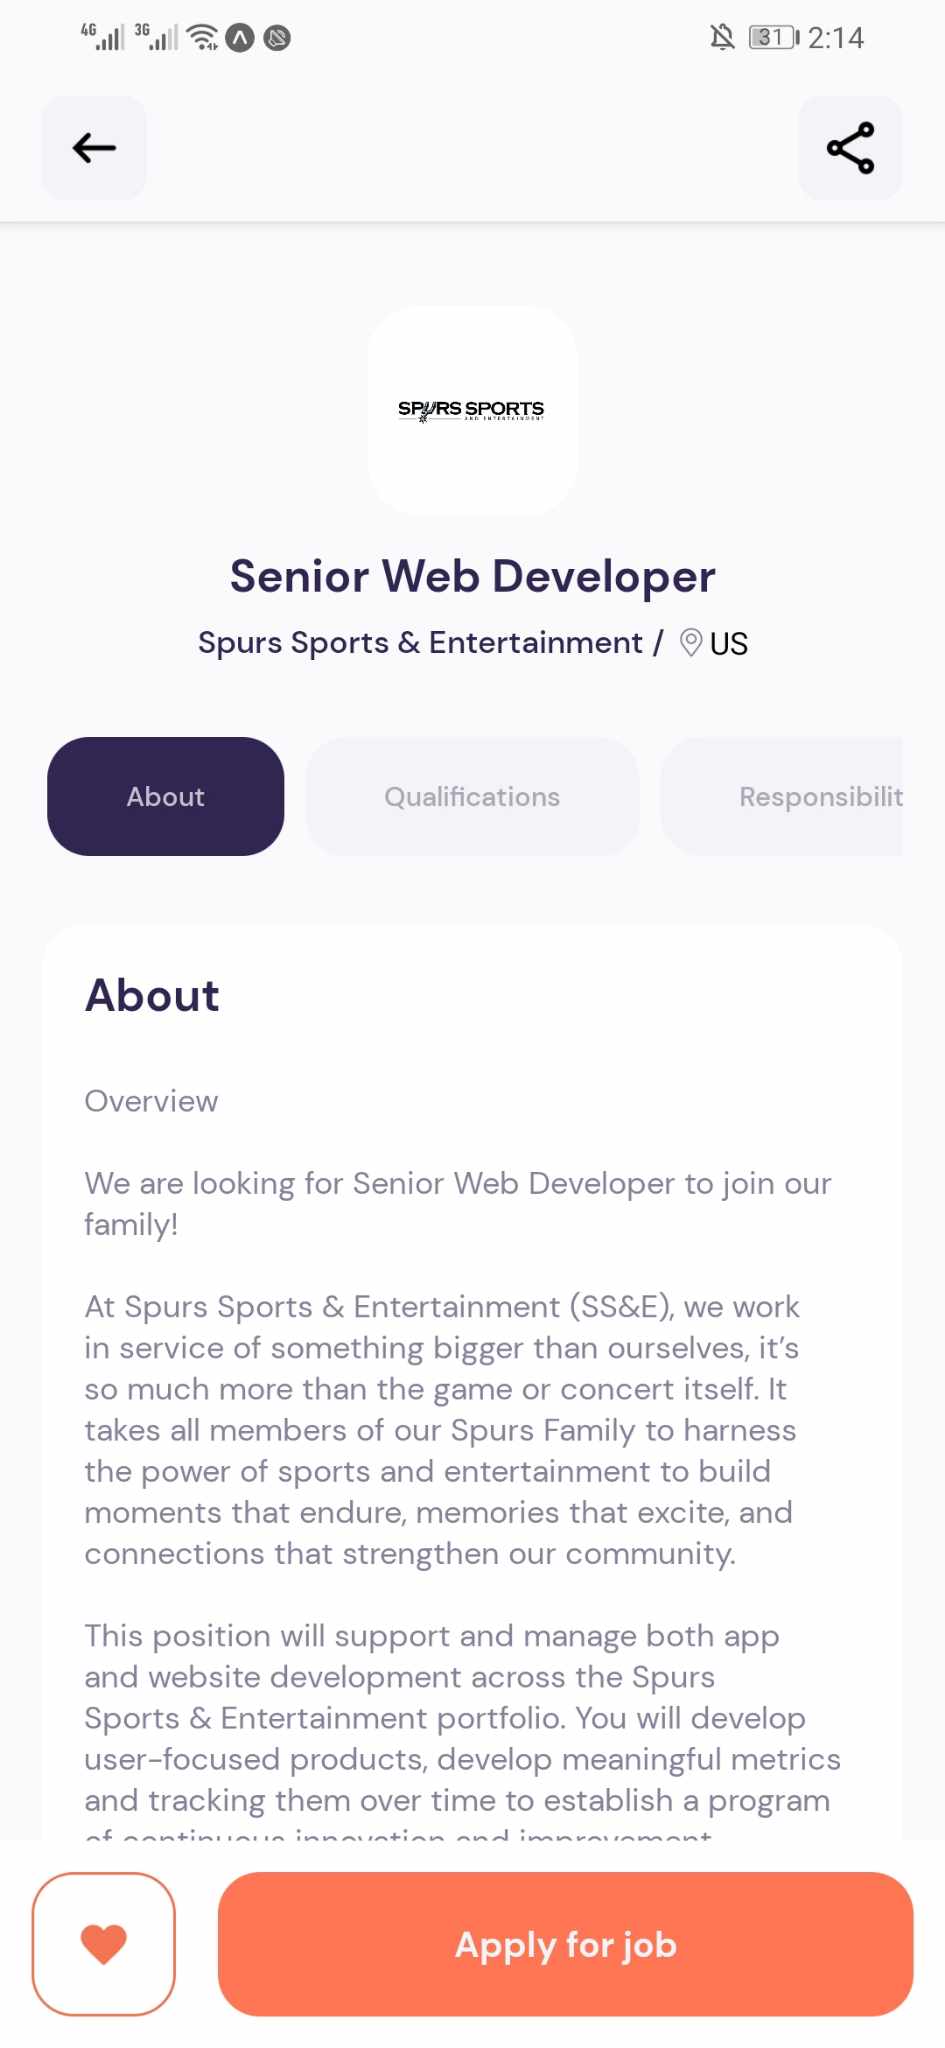 4G 3G 31 2:14
SPURS SPORTS
AND ENTERTAINMENT
Senior Web Developer
Spurs Sports & Entertainment / US
About Qualifications Responsibilit
About
Overview
We are looking for Senior Web Developer to join our
family!
At Spurs Sports & Entertainment (SS&E), we work
in service of something bigger than ourselves, it’s
so much more than the game or concert itself. It
takes all members of our Spurs Family to harness
the power of sports and entertainment to build
moments that endure, memories that excite, and
connections that strengthen our community.
This position will support and manage both app
and website development across the Spurs
Sports & Entertainment portfolio. You will develop
user-focused products, develop meaningful metrics
and tracking them over time to establish a program
of continuous innovation and improvement
Apply for job